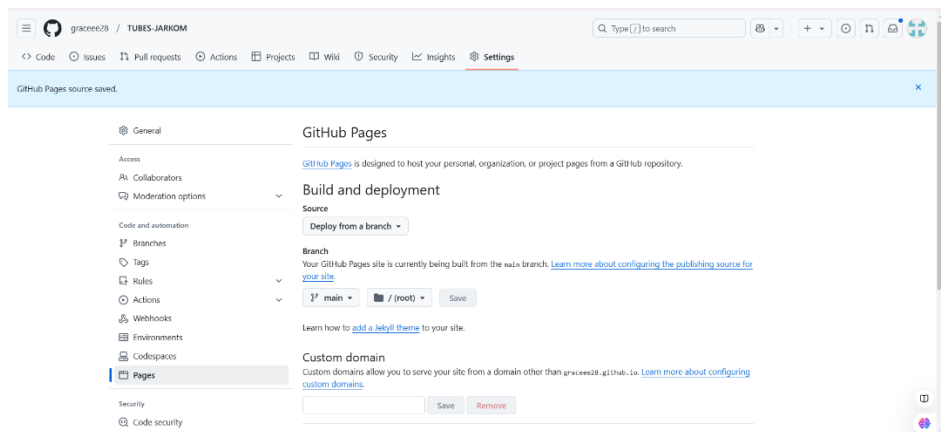 graceee28 / TUBES-JARKOM
Type / to search
Code Issues Pull requests Actions Projects Wiki Security Insights Settings
GitHub Pages source saved.
General
Access
Collaborators
Moderation options
Code and automation
Branches
Tags
Rules
Actions
Webhooks
Environments
Codespaces
Pages
Security
Code security
GitHub Pages
GitHub Pages is designed to host your personal, organization, or project pages from a GitHub repository.
Build and deployment
Source
Deploy from a branch
Branch
Your GitHub Pages site is currently being built from the main branch. Learn more about configuring the publishing source for
your site.
main / (root) Save
Learn how to add a Jekyll theme to your site.
Custom domain
Custom domains allow you to serve your site from a domain other than graceee28.github.io. Learn more about configuring
custom domains.
Save Remove